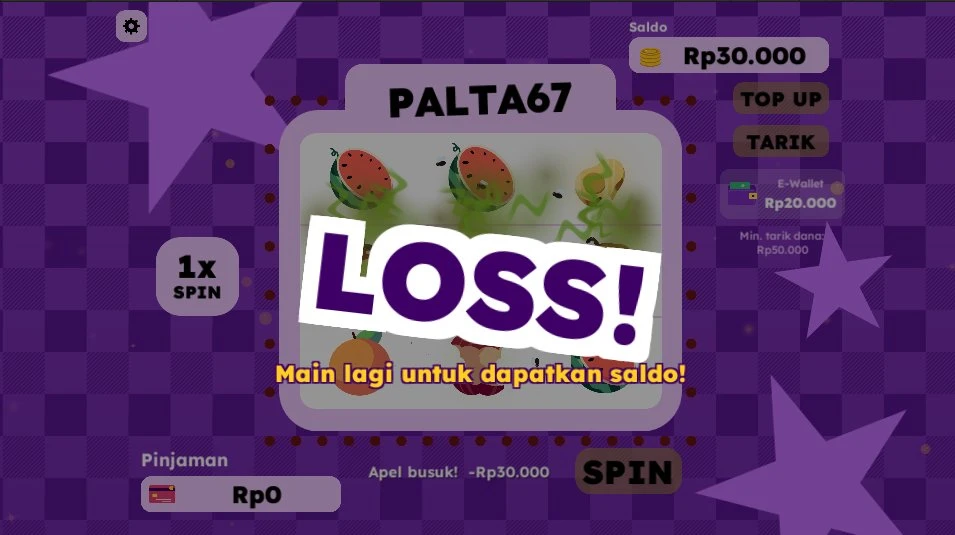 Saldo
Rp30.000
PALTA67
TOP UP
TARIK
E-Wallet
Rp20.000
Min. tarik dana:
Rp50.000
1x
SPIN
LOSS!
Main lagi untuk dapatkan saldo!
Pinjaman
Rp0
Apel busuk! -Rp30.000
SPIN